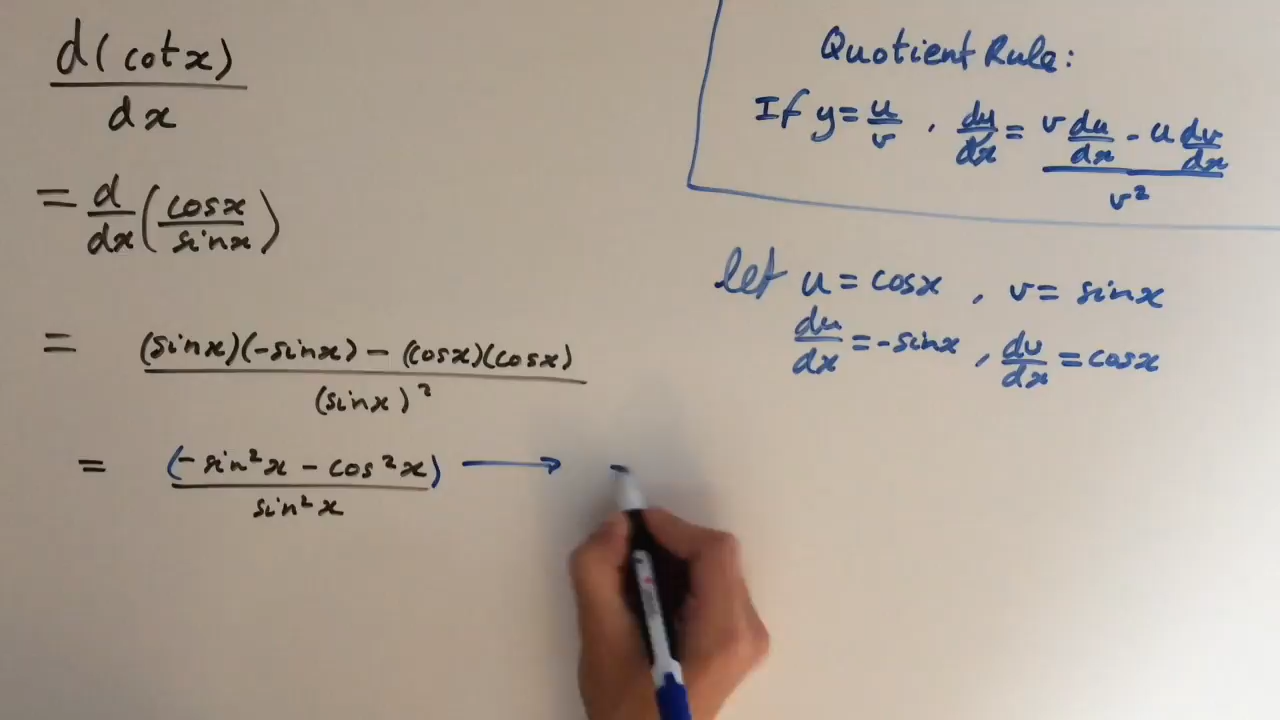 d(cotx)
dx
= d/dx (cosx/sinx)
= (sinx)(-sinx) - (cosx)(cosx)
(sinx)²
= (-sin²x - cos²x) →
sin²x
Quotient Rule:
If y = u/v , dy/dx = v du/dx - u dv/dx
v²
let u = cosx , v = sinx
du/dx = -sinx , dv/dx = cosx